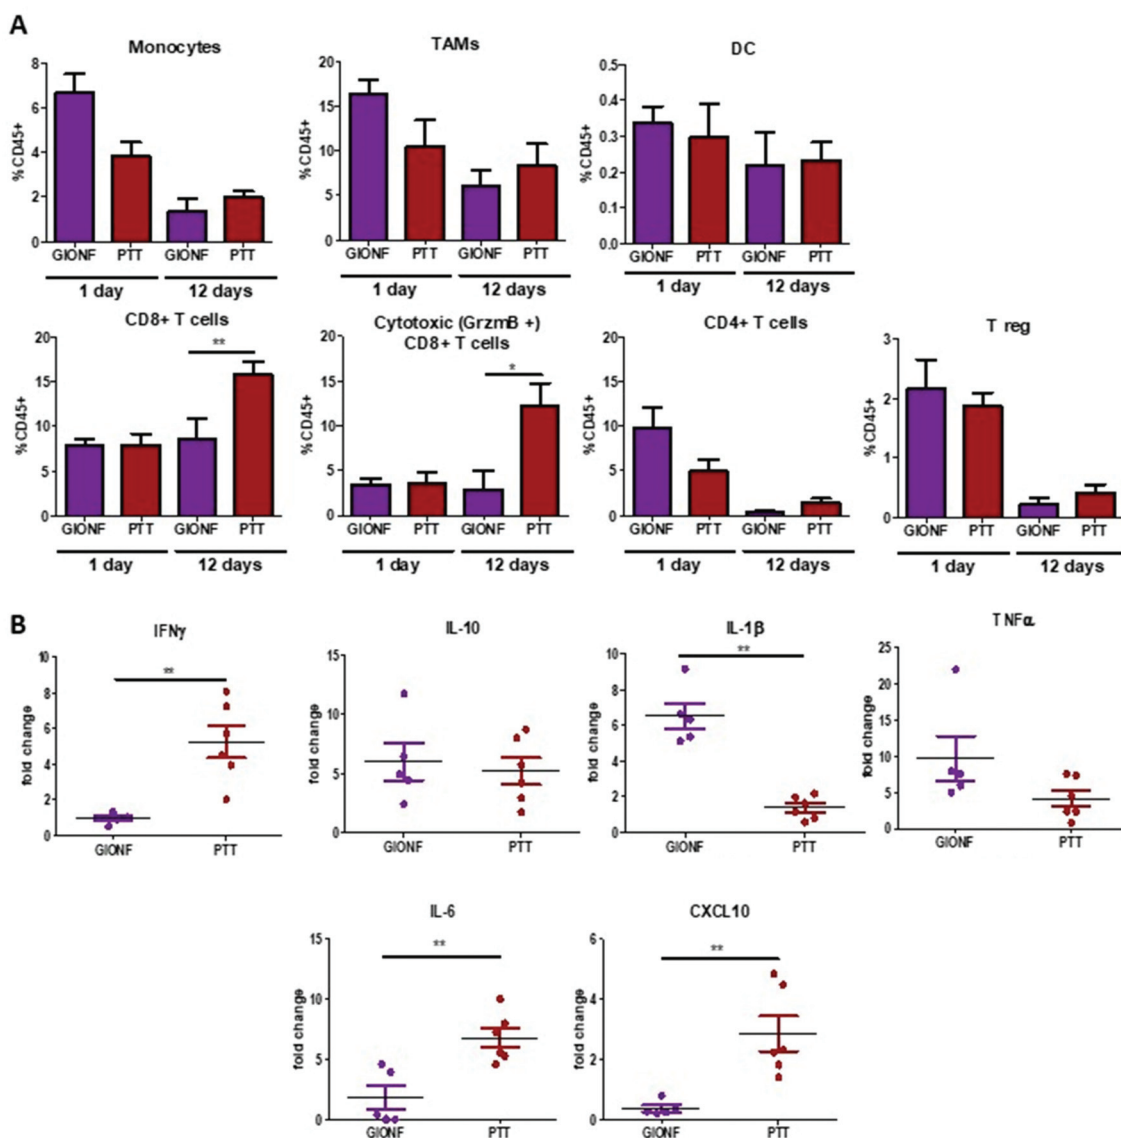 A
Monocytes
TAMs
DC
%CD45+
8
6
4
2
0
GIONF PTT GIONF PTT
1 day 12 days
%CD45+
20
15
10
5
0
GIONF PTT GIONF PTT
1 day 12 days
%CD45+
0.5
0.4
0.3
0.2
0.1
0.0
GIONF PTT GIONF PTT
1 day 12 days
CD8+ T cells
%CD45+
20
15
10
5
0
**
GIONF PTT GIONF PTT
1 day 12 days
Cytotoxic (GrzmB +)
CD8+ T cells
%CD45+
20
15
10
5
0
*
GIONF PTT GIONF PTT
1 day 12 days
CD4+ T cells
%CD45+
20
15
10
5
0
GIONF PTT GIONF PTT
1 day 12 days
T reg
%CD45+
3
2
1
0
GIONF PTT GIONF PTT
1 day 12 days
B
IFNγ
fold change
10
8
6
4
2
0
**
GIONF PTT
IL-10
fold change
15
10
5
0
GIONF PTT
IL-1β
fold change
10
8
6
4
2
0
**
GIONF PTT
TNFα
fold change
25
20
15
10
5
0
GIONF PTT
IL-6
fold change
15
10
5
0
**
GIONF PTT
CXCL10
fold change
6
4
2
0
**
GIONF PTT